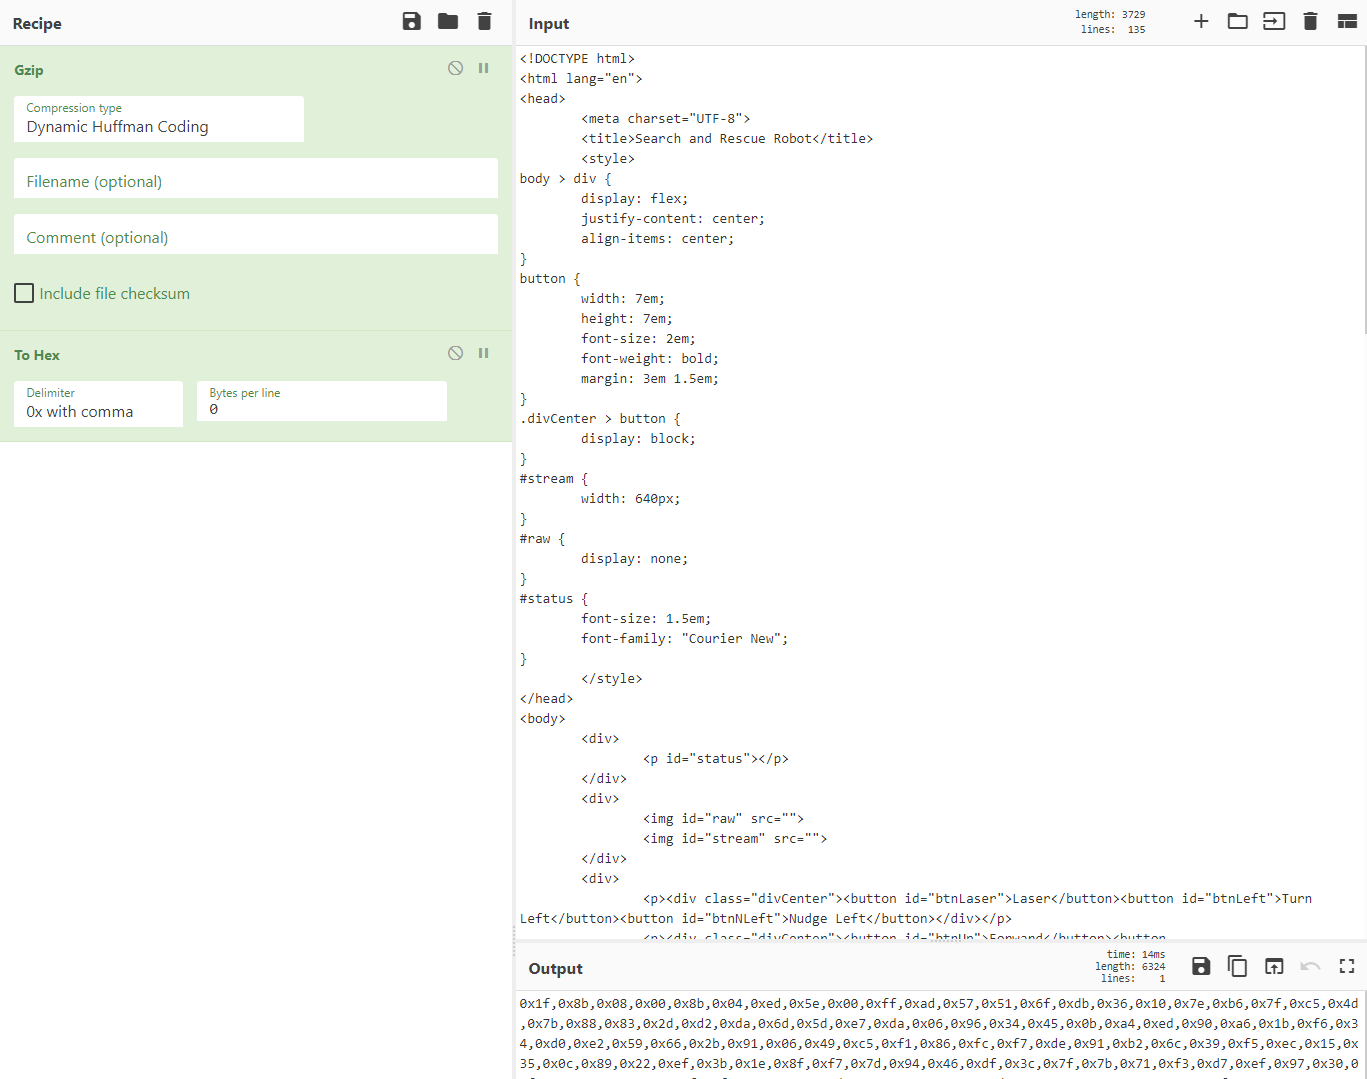 Recipe
Gzip
Compression type
Dynamic Huffman Coding
Filename (optional)
Comment (optional)
Include file checksum
To Hex
Delimiter
0x with comma
Bytes per line
0
Input
length: 3729
lines: 135
<!DOCTYPE html>
<html lang="en">
<head>
	<meta charset="UTF-8">
	<title>Search and Rescue Robot</title>
	<style>
body > div {
	display: flex;
	justify-content: center;
	align-items: center;
}
button {
	width: 7em;
	height: 7em;
	font-size: 2em;
	font-weight: bold;
	margin: 3em 1.5em;
}
.divCenter > button {
	display: block;
}
#stream {
	width: 640px;
}
#raw {
	display: none;
}
#status {
	font-size: 1.5em;
	font-family: "Courier New";
}
	</style>
</head>
<body>
	<div>
		<p id="status"></p>
	</div>
	<div>
		<img id="raw" src="">
		<img id="stream" src="">
	</div>
	<div>
		<p><div class="divCenter"><button id="btnLaser">Laser</button><button id="btnLeft">Turn
Left</button><button id="btnNLeft">Nudge Left</button></div></p>
		<p><div class="divCenter"><button id="btnUp">Forward</button><button
Output
time: 14ms
length: 6324
lines: 1
0x1f,0x8b,0x08,0x00,0x8b,0x04,0xed,0x5e,0x00,0xff,0xad,0x57,0x51,0x6f,0xdb,0x36,0x10,0x7e,0xb6,0x7f,0xc5,0x4d
,0x7b,0x88,0x83,0x2d,0xd2,0xda,0x6d,0x5d,0xe7,0xda,0x06,0x96,0x34,0x45,0x0b,0xa4,0xed,0x90,0xa6,0x1b,0xf6,0x3
4,0xd0,0xe2,0x59,0x66,0x2b,0x91,0x06,0x49,0xc5,0xf1,0x86,0xfc,0xf7,0xde,0x91,0xb2,0x6c,0x39,0xf5,0xec,0x15,0x
35,0x0c,0x89,0x22,0xef,0x3b,0x1e,0x8f,0xf7,0x7d,0x94,0x46,0xdf,0x3c,0x7f,0x7b,0x71,0xf3,0xd7,0xef,0x97,0x30,0